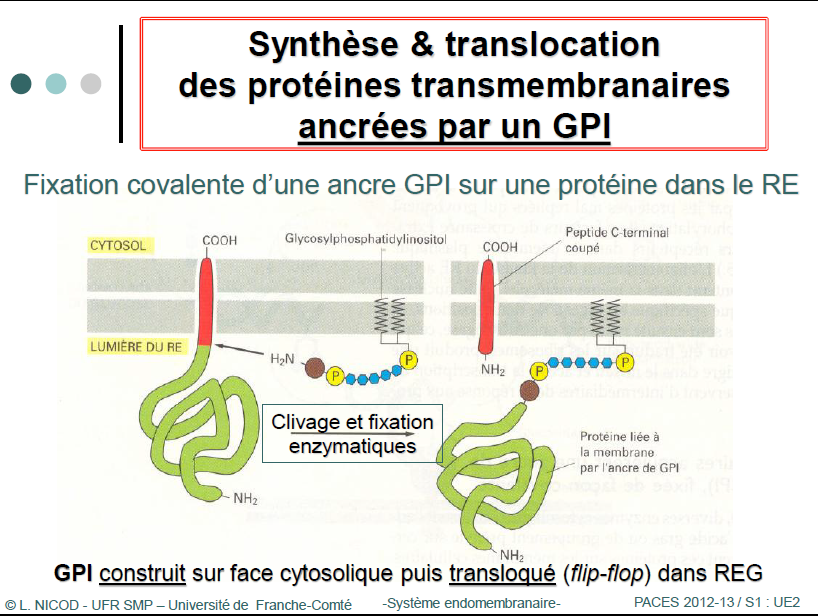 Synthèse & translocation
des protéines transmembranaires
ancrées par un GPI
Fixation covalente d'une ancre GPI sur une protéine dans le RE
CYTOSOL
COOH
Glycosylphosphatidylinositol
COOH
Peptide C-terminal
coupé
LUMIÈRE DU RE
H₂N
P
P
NH₂
P
P
Clivage et fixation
enzymatiques
Protéine liée à
la membrane
par l'ancre de GPI
NH₂
NH₂
GPI construit sur face cytosolique puis transloqué (flip-flop) dans REG
© L. NICOD - UFR SMP – Université de Franche-Comté
-Système endomembranaire-
PACES 2012-13 / S1 : UE2